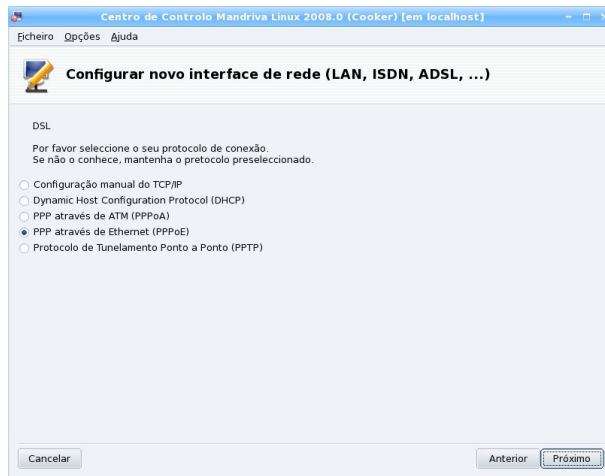 Centro de Controlo Mandriva Linux 2008.0 (Cooker) [em localhost]
Ficheiro Opções Ajuda
Configurar novo interface de rede (LAN, ISDN, ADSL, ...)
DSL
Por favor seleccione o seu protocolo de conexão.
Se não o conhece, mantenha o pretocolo preseleccionado.
Configuração manual do TCP/IP
Dynamic Host Configuration Protocol (DHCP)
PPP através de ATM (PPPoA)
PPP através de Ethernet (PPPoE)
Protocolo de Tunelamento Ponto a Ponto (PPTP)
Cancelar Anterior Próximo